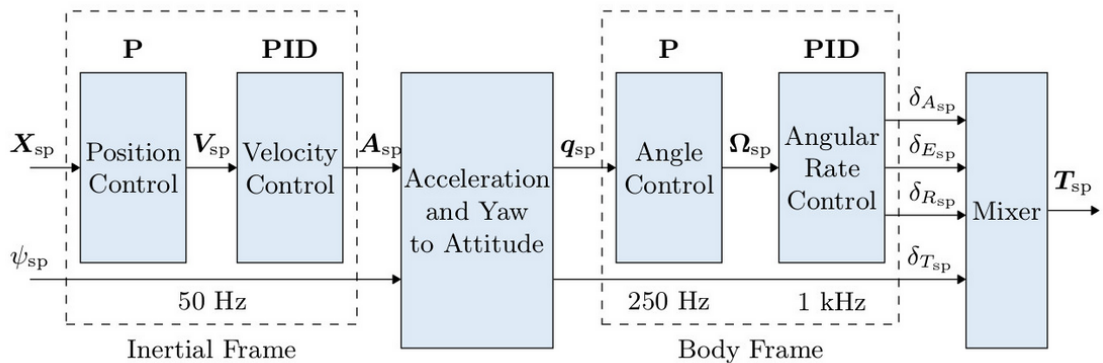 P
PID
P
PID
X_sp
Position
Control
V_sp
Velocity
Control
A_sp
Acceleration
and Yaw
to Attitude
q_sp
Angle
Control
Ω_sp
Angular
Rate
Control
δ_A_sp
δ_E_sp
δ_R_sp
Mixer
T_sp
ψ_sp
δ_T_sp
50 Hz
250 Hz
1 kHz
Inertial Frame
Body Frame